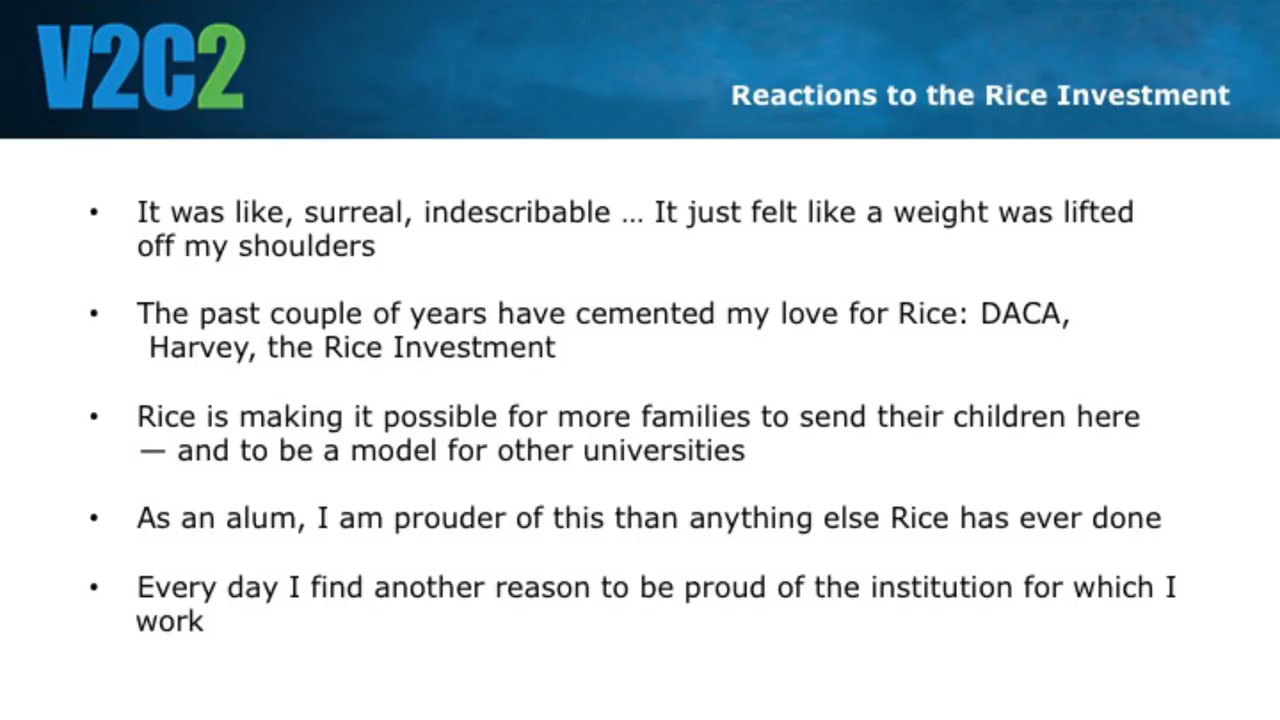 V2C2
Reactions to the Rice Investment
• It was like, surreal, indescribable … It just felt like a weight was lifted
off my shoulders
• The past couple of years have cemented my love for Rice: DACA,
Harvey, the Rice Investment
• Rice is making it possible for more families to send their children here
— and to be a model for other universities
• As an alum, I am prouder of this than anything else Rice has ever done
• Every day I find another reason to be proud of the institution for which I
work